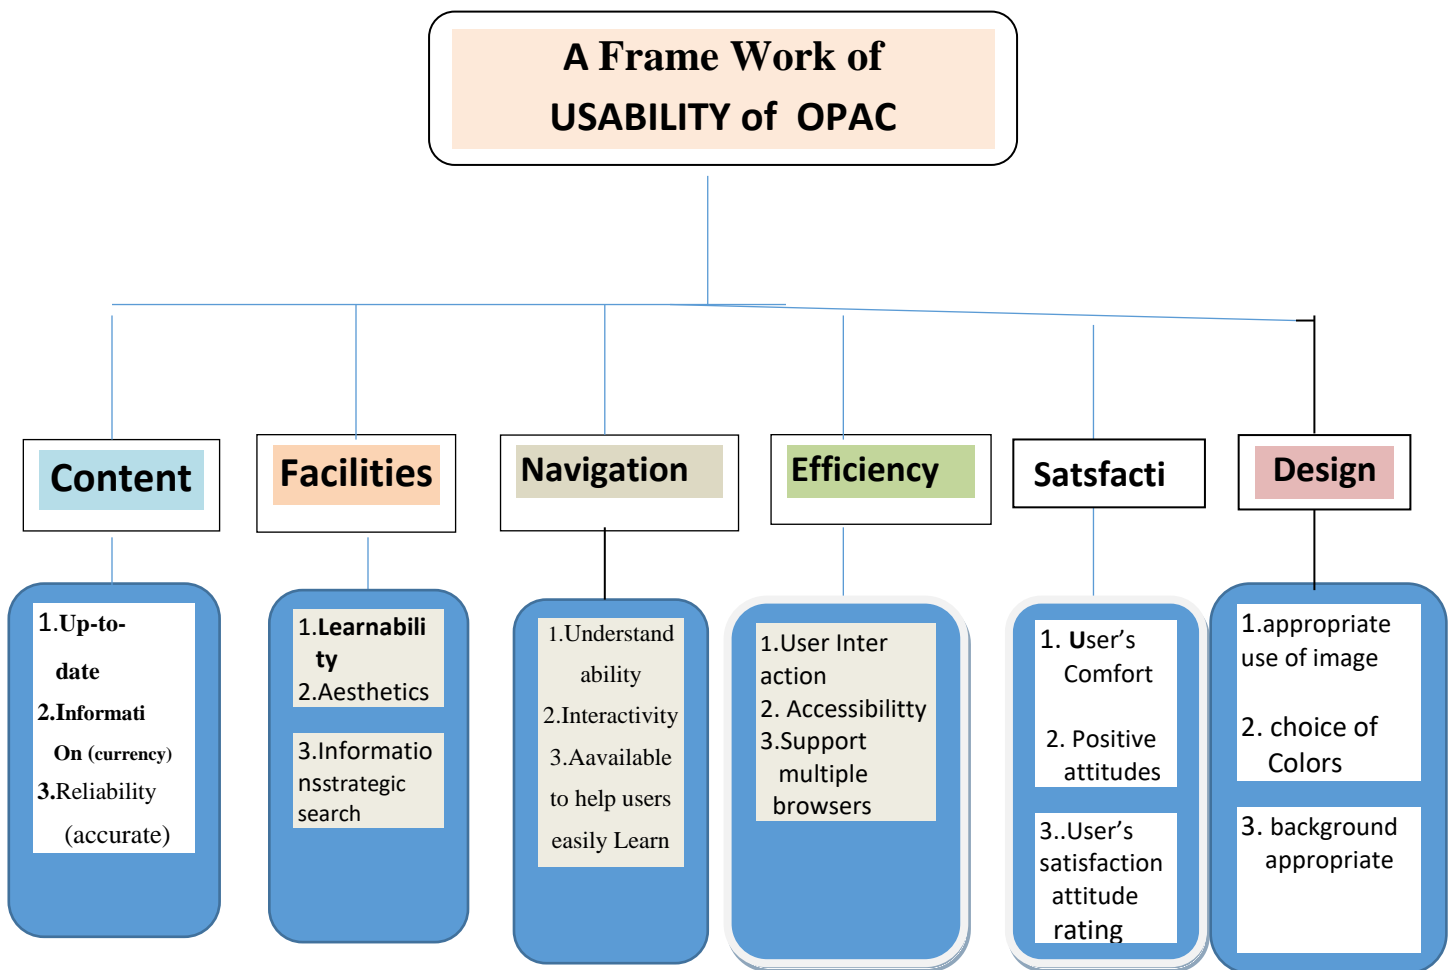 A Frame Work of
USABILITY of OPAC
Content
Facilities
Navigation
Efficiency
Satsfacti
Design
1.Up-to-
date
2.Informati
On (currency)
3.Reliability
(accurate)
1.Learnabili
ty
2.Aesthetics
3.Informatio
nsstrategic
search
1.Understand
ability
2.Interactivity
3.Aavailable
to help users
easily Learn
1.User Inter
action
2. Accessibilitty
3.Support
multiple
browsers
1. User's
Comfort
2. Positive
attitudes
3..User's
satisfaction
attitude
rating
1.appropriate
use of image
2. choice of
Colors
3. background
appropriate